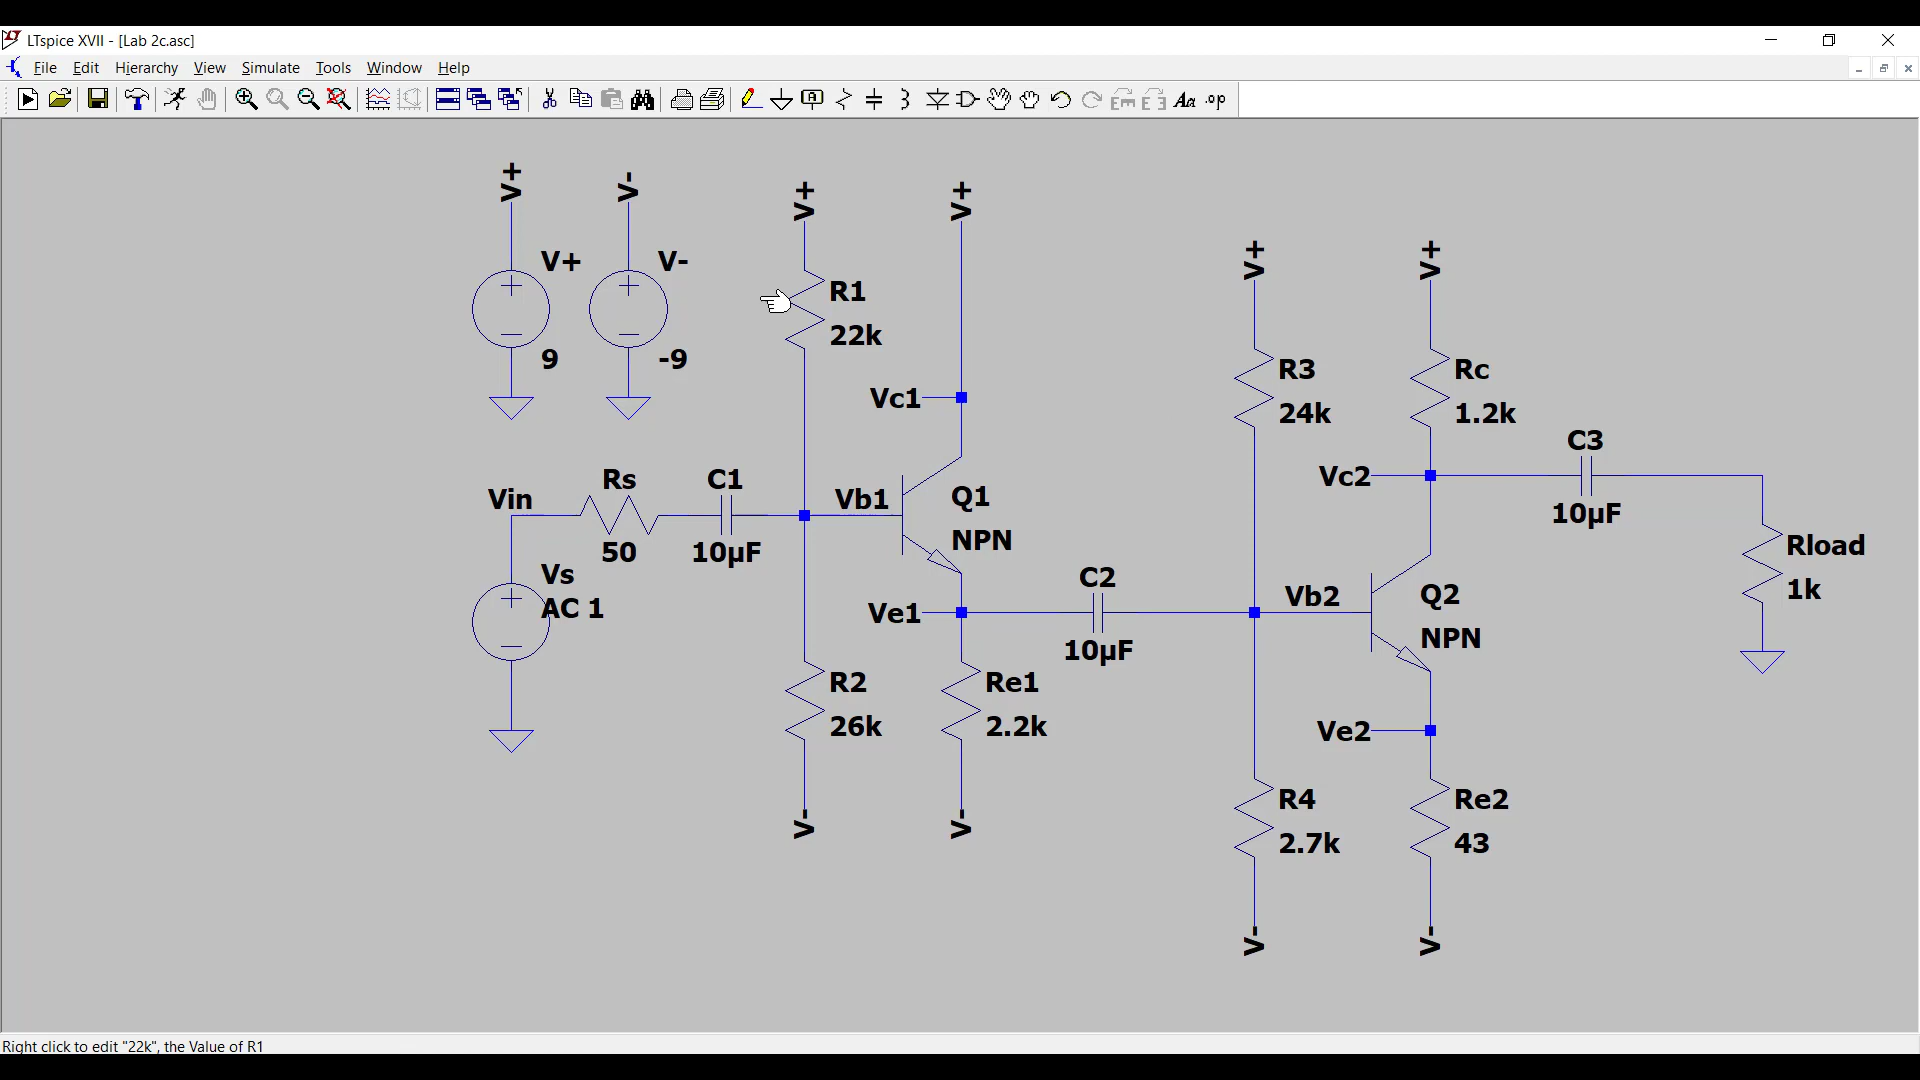 LTspice XVII - [Lab 2c.asc]
File Edit Hierarchy View Simulate Tools Window Help
Aa .op
V+
V-
V+
V+
V+
V+
V+
9
V-
-9
R1
22k
Vc1
R3
24k
Rc
1.2k
C3
10µF
Vc2
Vin
Rs
50
C1
10µF
Vb1
Q1
NPN
Vs
AC 1
Ve1
C2
10µF
Vb2
Q2
NPN
Rload
1k
R2
26k
Re1
2.2k
Ve2
V-
V-
R4
2.7k
Re2
43
V-
V-
Right click to edit "22k", the Value of R1